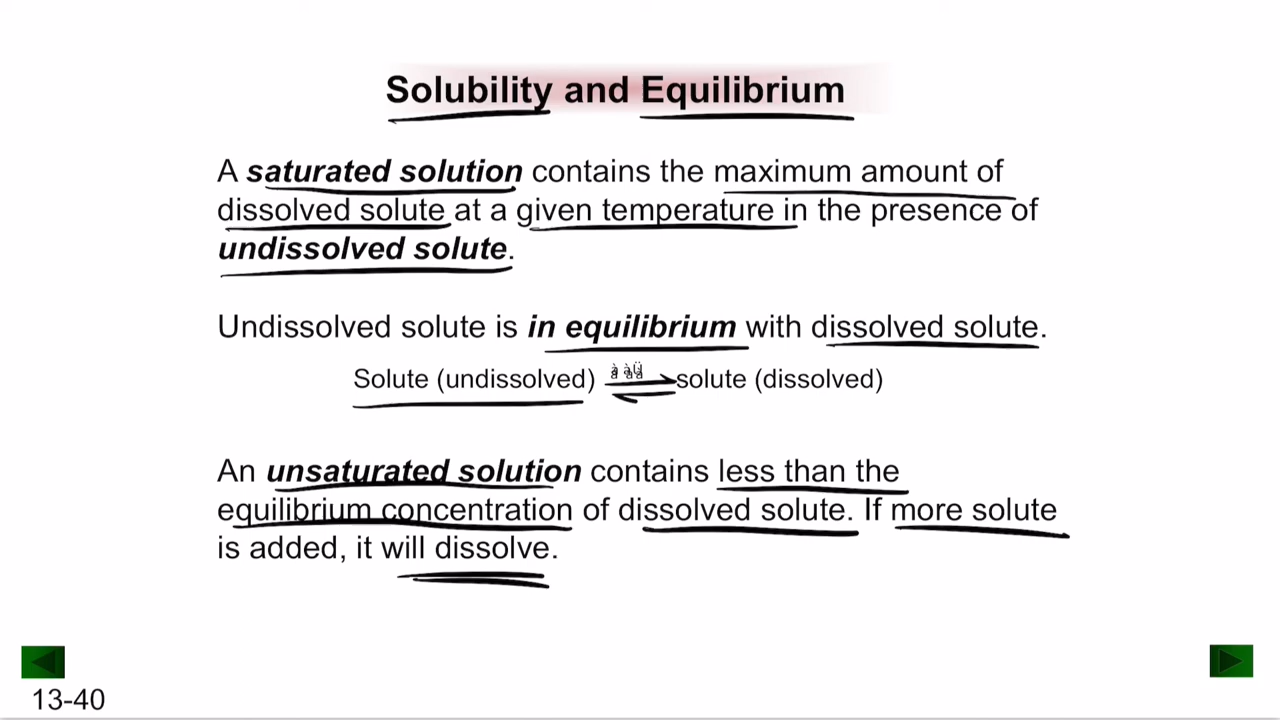 Solubility and Equilibrium
A saturated solution contains the maximum amount of
dissolved solute at a given temperature in the presence of
undissolved solute.
Undissolved solute is in equilibrium with dissolved solute.
Solute (undissolved) ⇌ solute (dissolved)
An unsaturated solution contains less than the
equilibrium concentration of dissolved solute. If more solute
is added, it will dissolve.
13-40